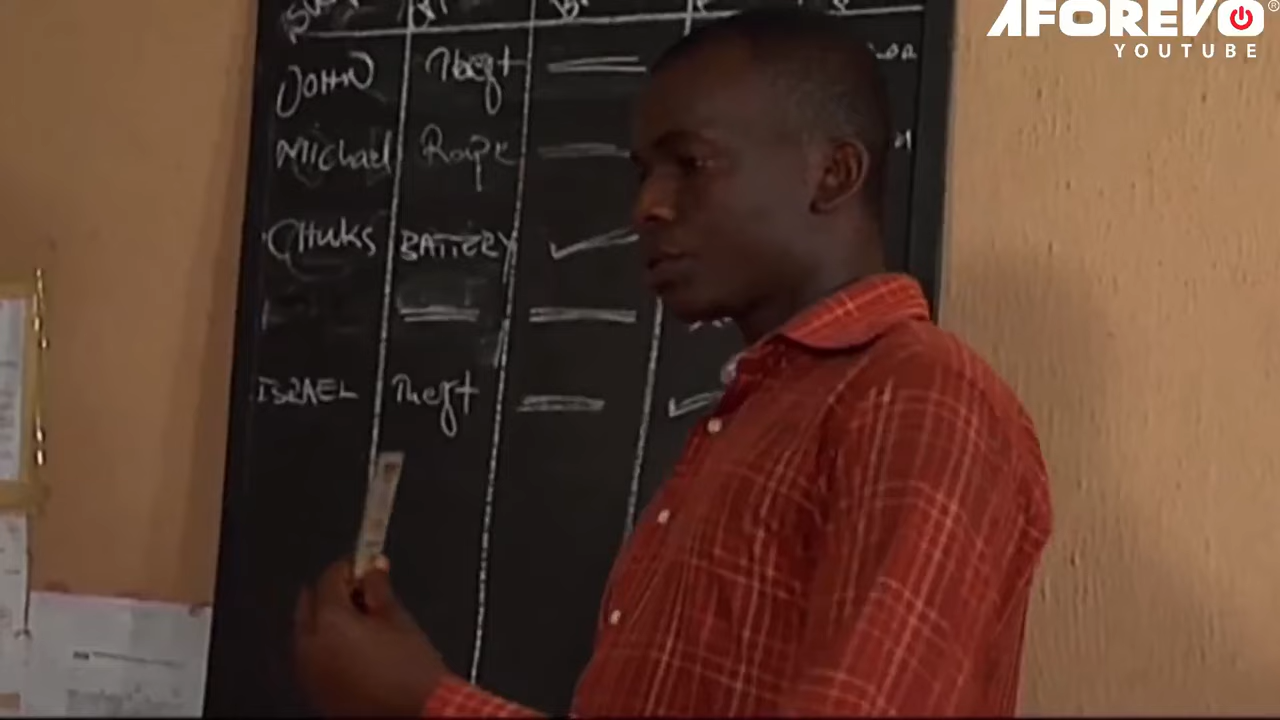 AFOREVO
YOUTUBE
JOHN Theft
Michael Rape
CHUKS BATTERY
ISRAEL Theft